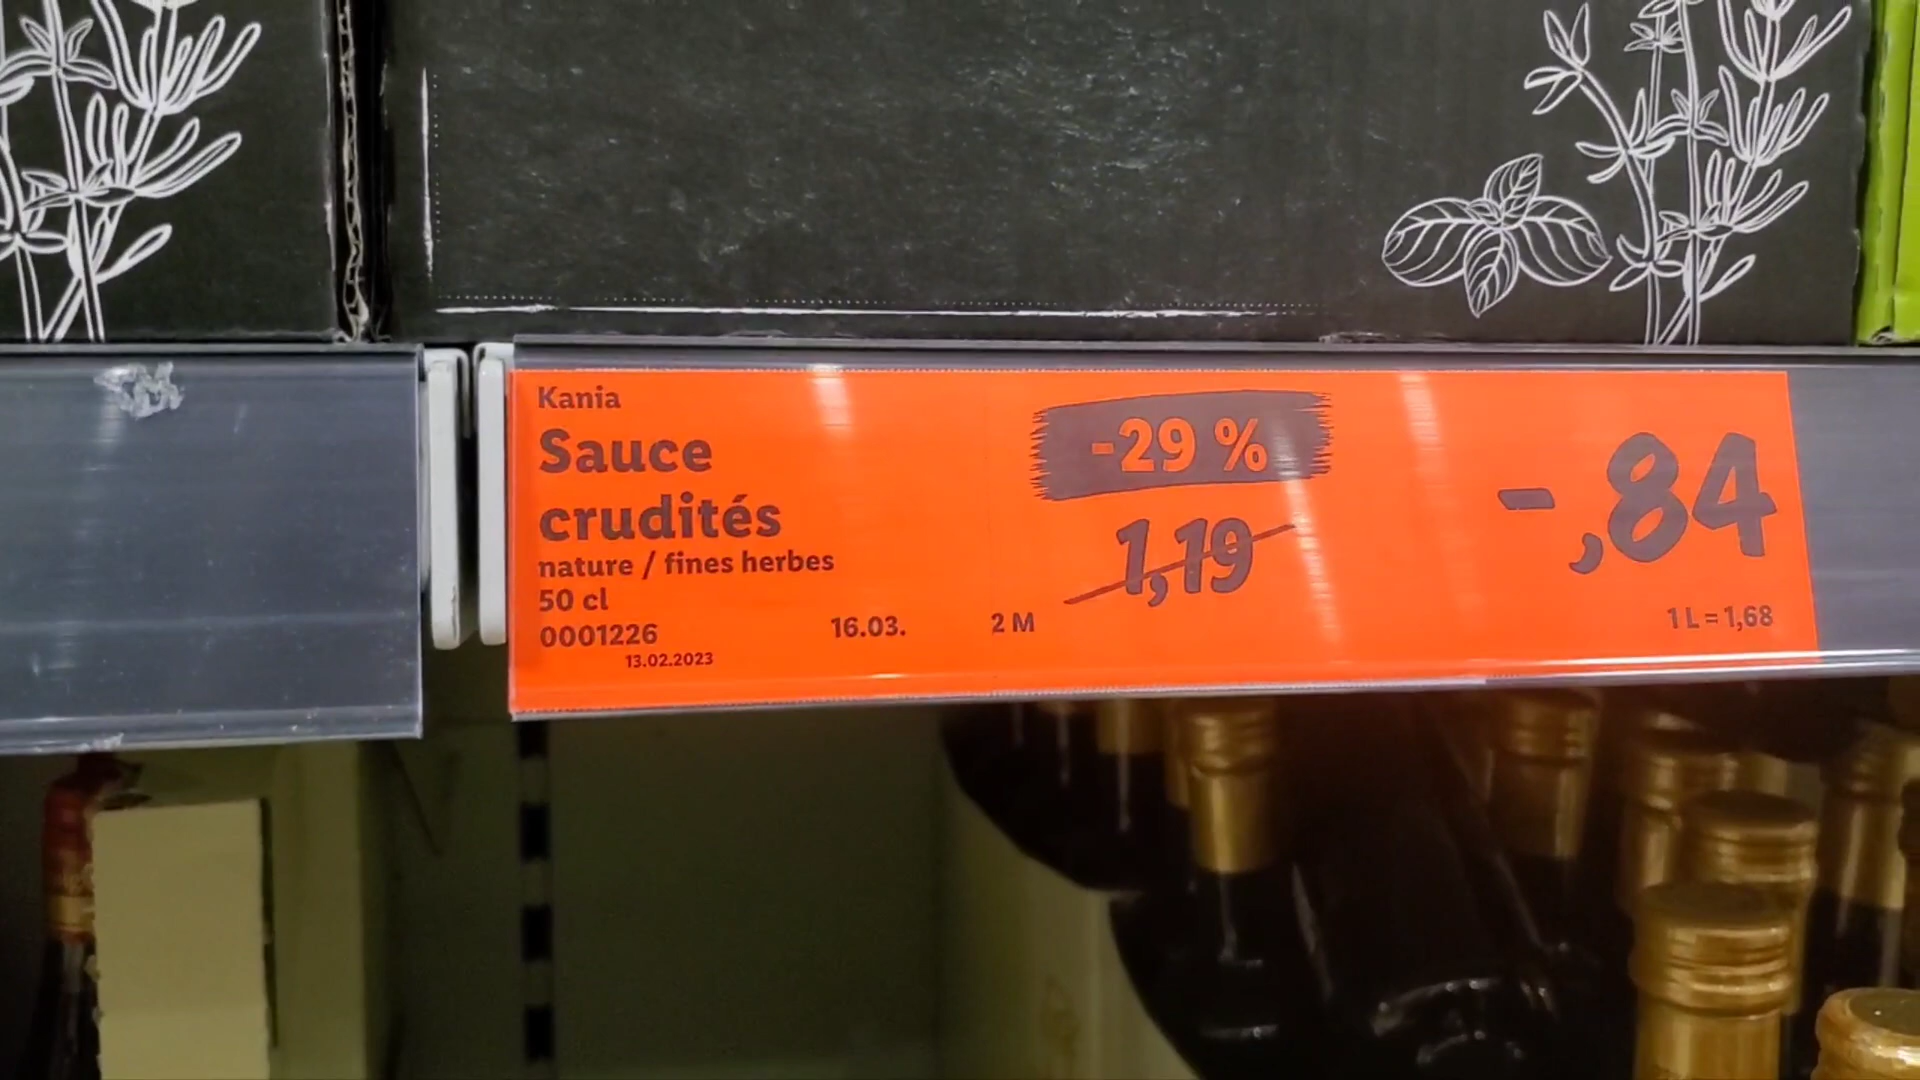 Kania
Sauce
crudités
nature / fines herbes
50 cl
0001226
13.02.2023
16.03.
2 M
-29 %
1,19
-,84
1 L = 1,68